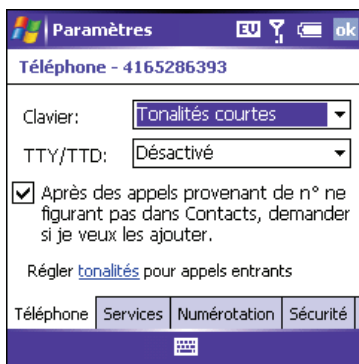 Paramètres EV ok
Téléphone - 4165286393
Clavier: Tonalités courtes
TTY/TTD: Désactivé
Après des appels provenant de n° ne
figurant pas dans Contacts, demander
si je veux les ajouter.
Régler tonalités pour appels entrants
Téléphone Services Numérotation Sécurité